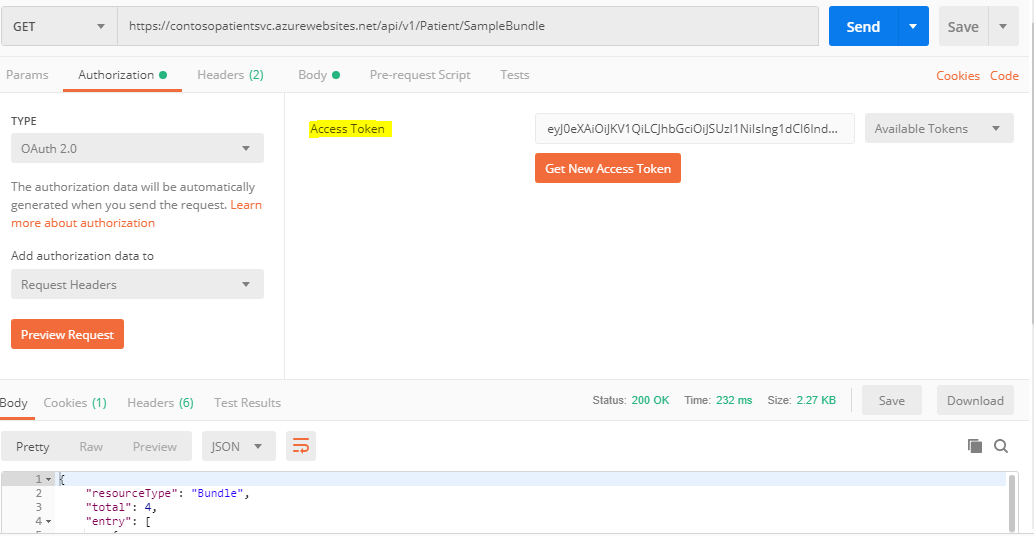 GET https://contosopatientsvc.azurewebsites.net/api/v1/Patient/SampleBundle Send Save
Params Authorization Headers (2) Body Pre-request Script Tests Cookies Code
TYPE
OAuth 2.0
The authorization data will be automatically
generated when you send the request. Learn
more about authorization
Add authorization data to
Request Headers
Preview Request
Access Token eyJ0eXAiOiJKV1QiLCJhbGciOiJSUzI1NiIsIng1dCI6Ind... Available Tokens
Get New Access Token
Body Cookies (1) Headers (6) Test Results Status: 200 OK Time: 232 ms Size: 2.27 KB Save Download
Pretty Raw Preview JSON
1 {
2 "resourceType": "Bundle",
3 "total": 4,
4 "entry": [